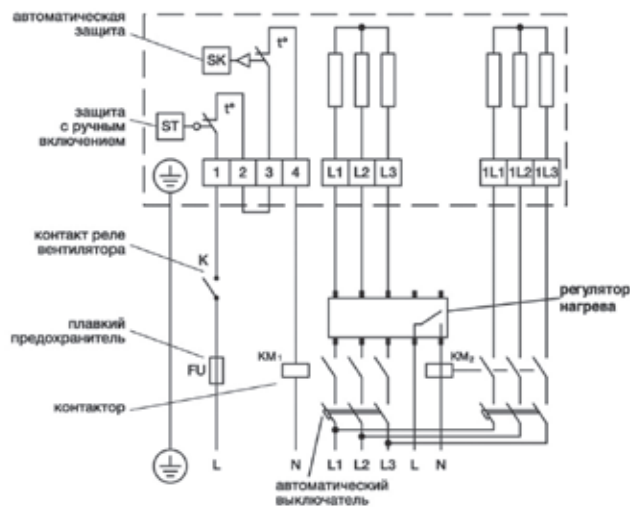 автоматическая
защита
SK
t°
защита
с ручным
включением
ST
t°
1 2 3 4 L1 L2 L3 1L1 1L2 1L3
контакт реле
вентилятора
K
регулятор
нагрева
плавкий
предохранитель
FU
KM1
KM2
контактор
L N L1 L2 L3 L N
автоматический
выключатель